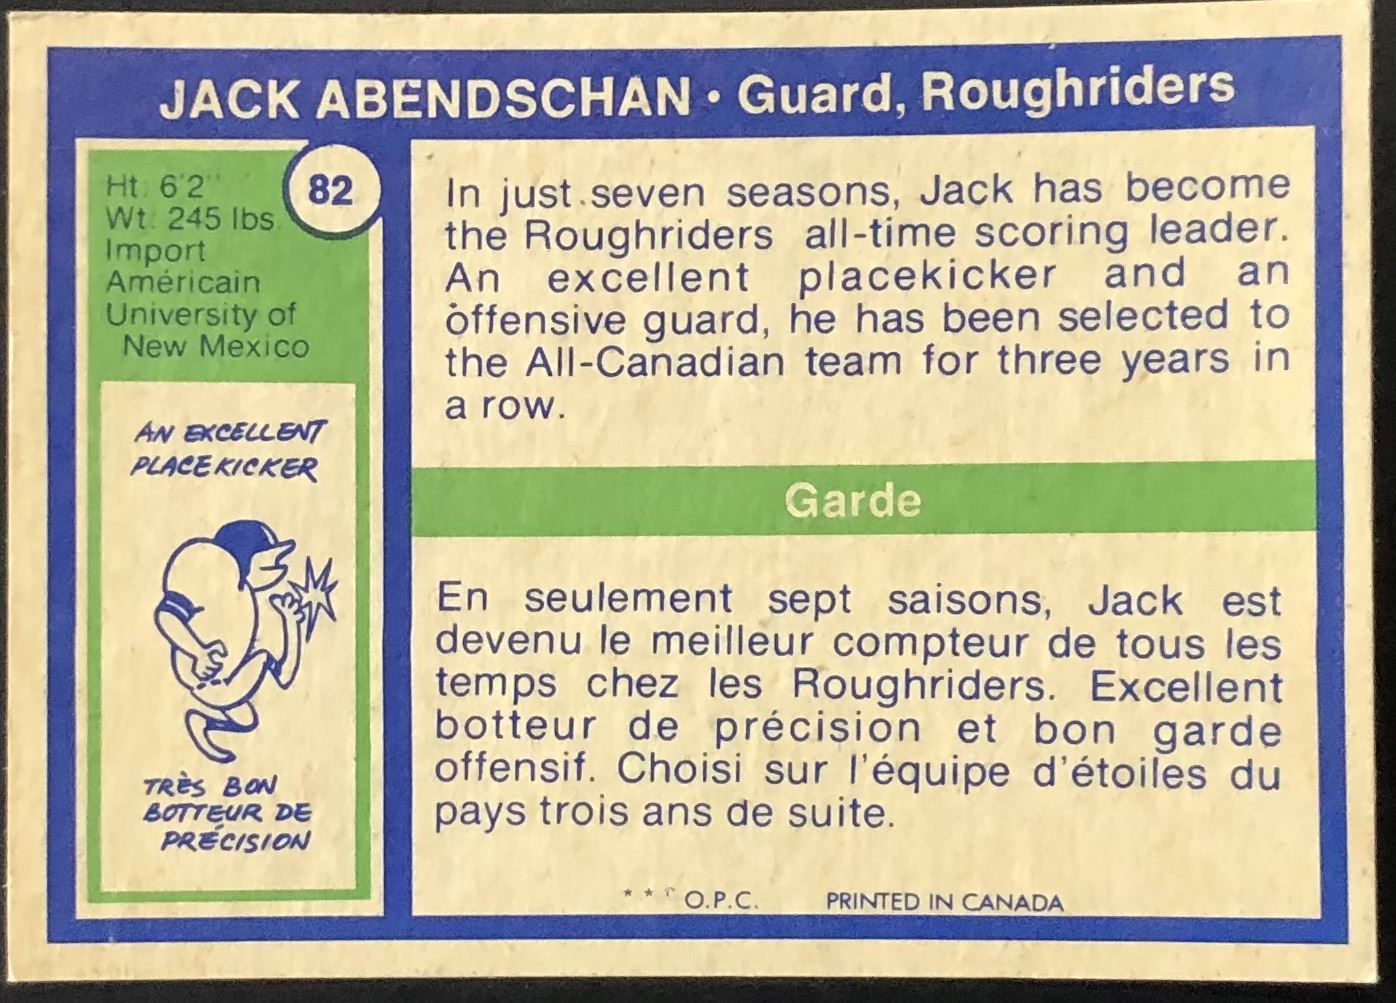 JACK ABENDSCHAN • Guard, Roughriders
82
Ht: 6'2"
Wt: 245 lbs.
Import
Américain
University of
New Mexico
AN EXCELLENT
PLACEKICKER
TRÈS BON
BOTTEUR DE
PRÉCISION
In just seven seasons, Jack has become
the Roughriders all-time scoring leader.
An excellent placekicker and an
offensive guard, he has been selected to
the All-Canadian team for three years in
a row.
Garde
En seulement sept saisons, Jack est
devenu le meilleur compteur de tous les
temps chez les Roughriders. Excellent
botteur de précision et bon garde
offensif. Choisi sur l'équipe d'étoiles du
pays trois ans de suite.
* * © O.P.C. PRINTED IN CANADA